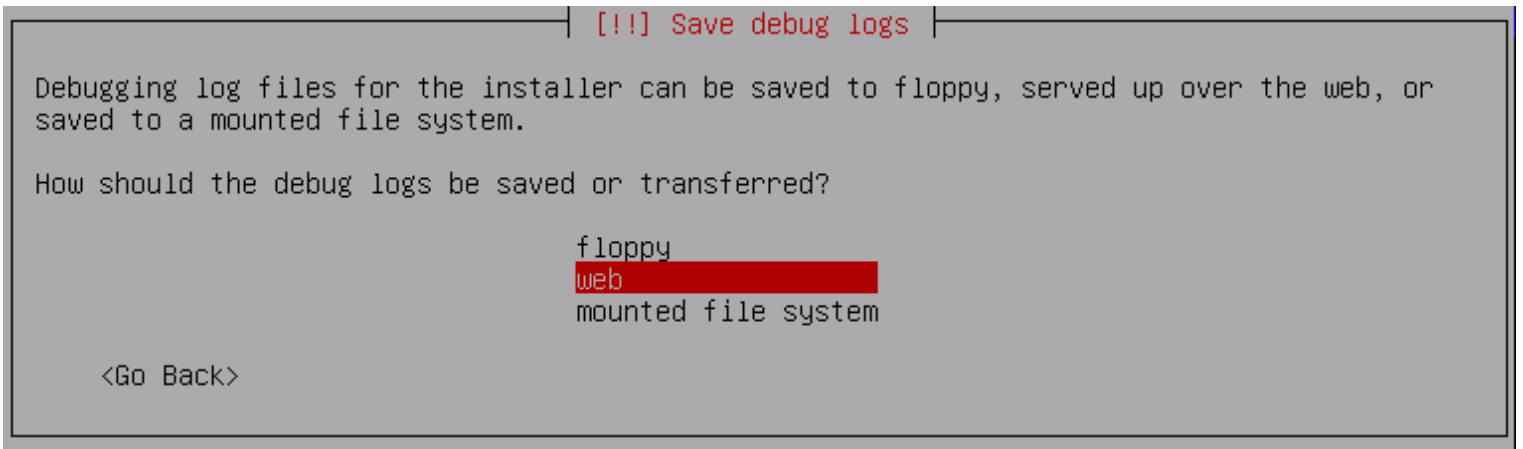 [!!] Save debug logs
Debugging log files for the installer can be saved to floppy, served up over the web, or
saved to a mounted file system.
How should the debug logs be saved or transferred?
floppy
web
mounted file system
<Go Back>